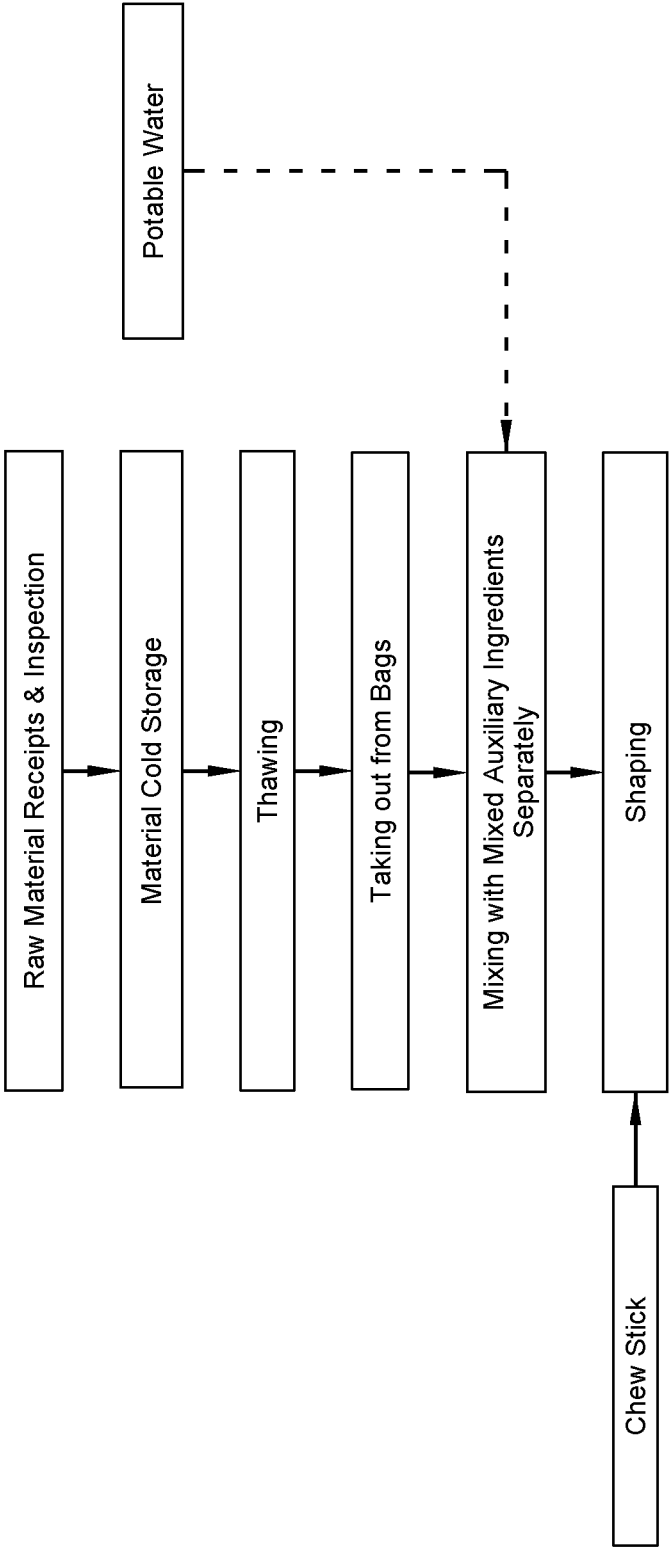 Raw Material Receipts & Inspection
Material Cold Storage
Potable Water
Thawing
Taking out from Bags
Mixing with Mixed Auxiliary Ingredients
Separately
Chew Stick
Shaping